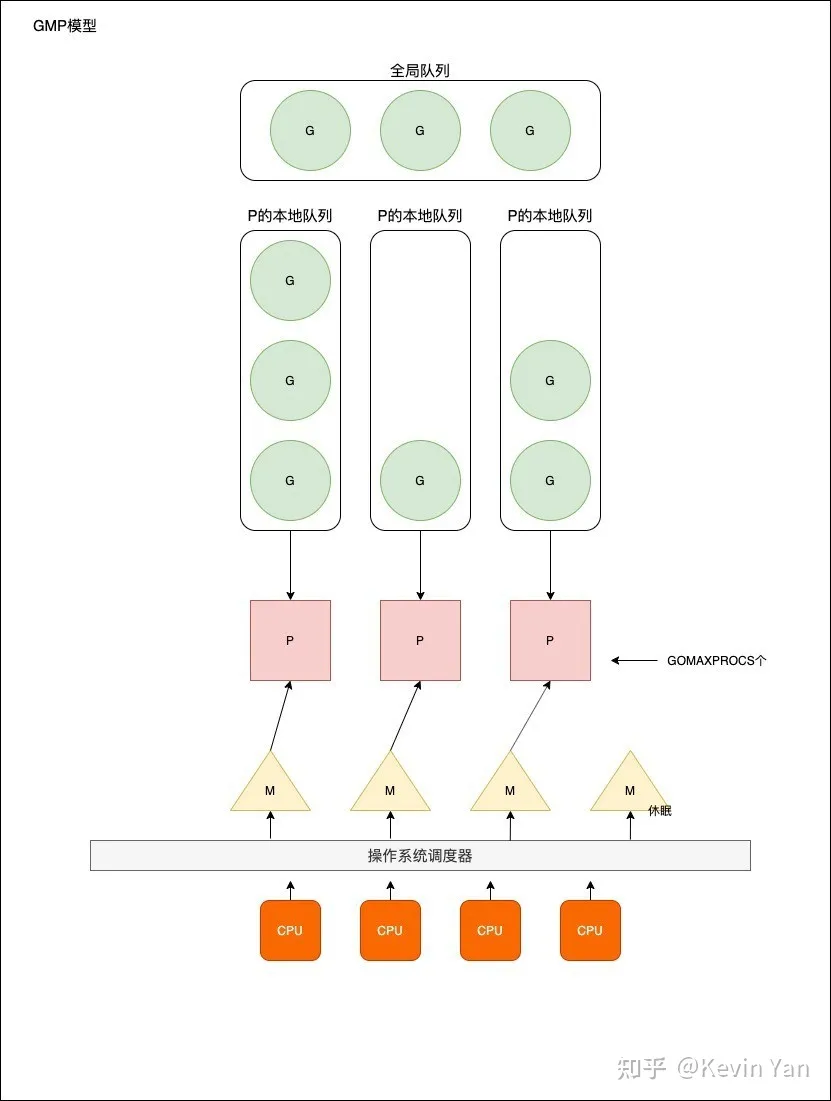 GMP模型
全局队列
G G G
P的本地队列 P的本地队列 P的本地队列
G
G G
G G G
P P P
GOMAXPROCS个
M M M M
休眠
操作系统调度器
CPU CPU CPU CPU
知乎 @Kevin Yan